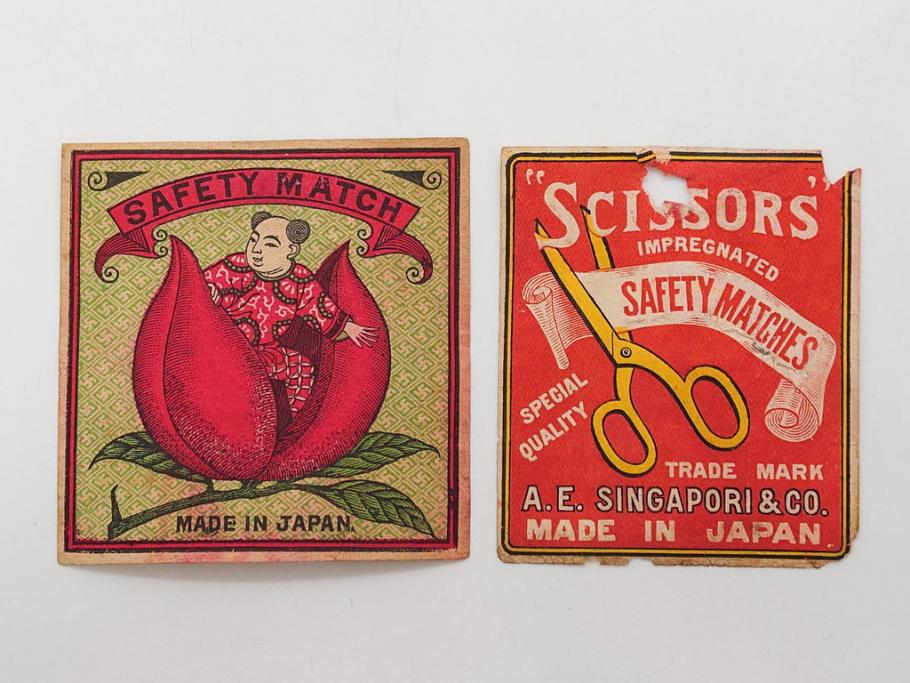 SAFETY MATCH
MADE IN JAPAN.
"SCISSORS"
IMPREGNATED
SAFETY MATCHES
SPECIAL
QUALITY
TRADE MARK
A. E. SINGAPORI & CO.
MADE IN JAPAN